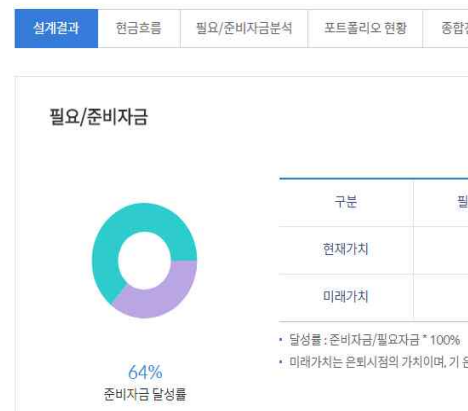 설계결과 현금흐름 필요/준비자금분석 포트폴리오 현황
필요/준비자금
구분
현재가치
미래가치
• 달성률 : 준비자금/필요자금 * 100%
• 미래가치는 은퇴시점의 가치이며, 기
64%
준비자금 달성률